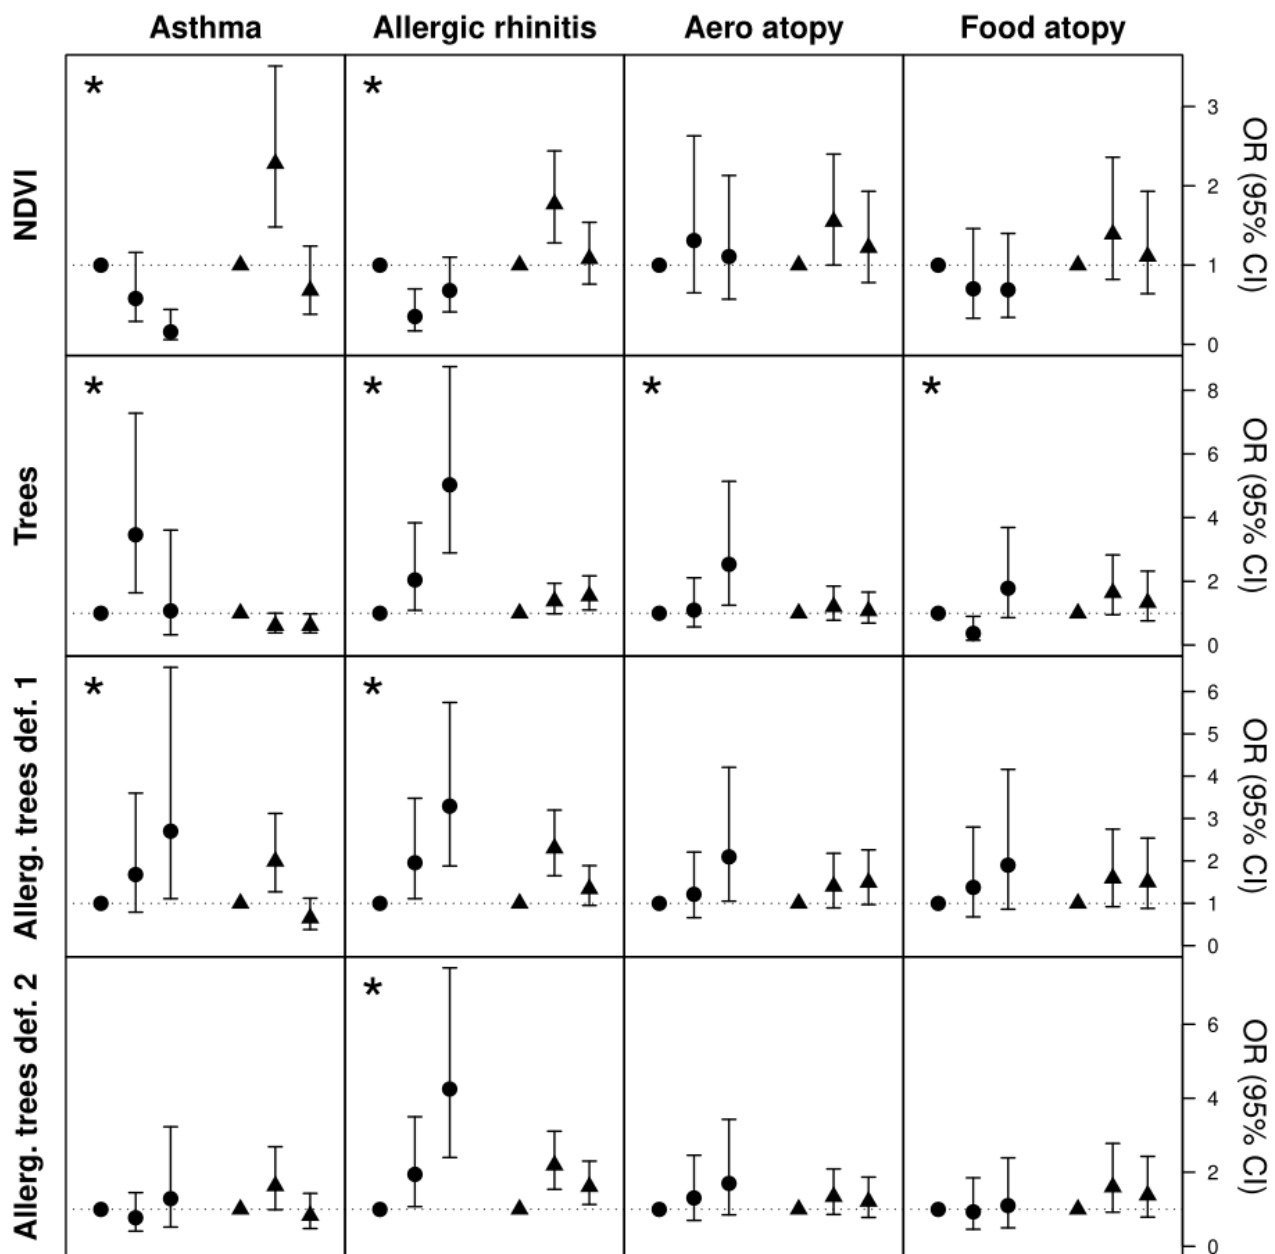 Asthma Allergic rhinitis Aero atopy Food atopy
* *
NDVI
3
2
1
0
OR (95% CI)
* * * *
Trees
8
6
4
2
0
OR (95% CI)
* *
Allerg. trees def. 1
6
5
4
3
2
1
0
OR (95% CI)
*
Allerg. trees def. 2
6
4
2
0
OR (95% CI)